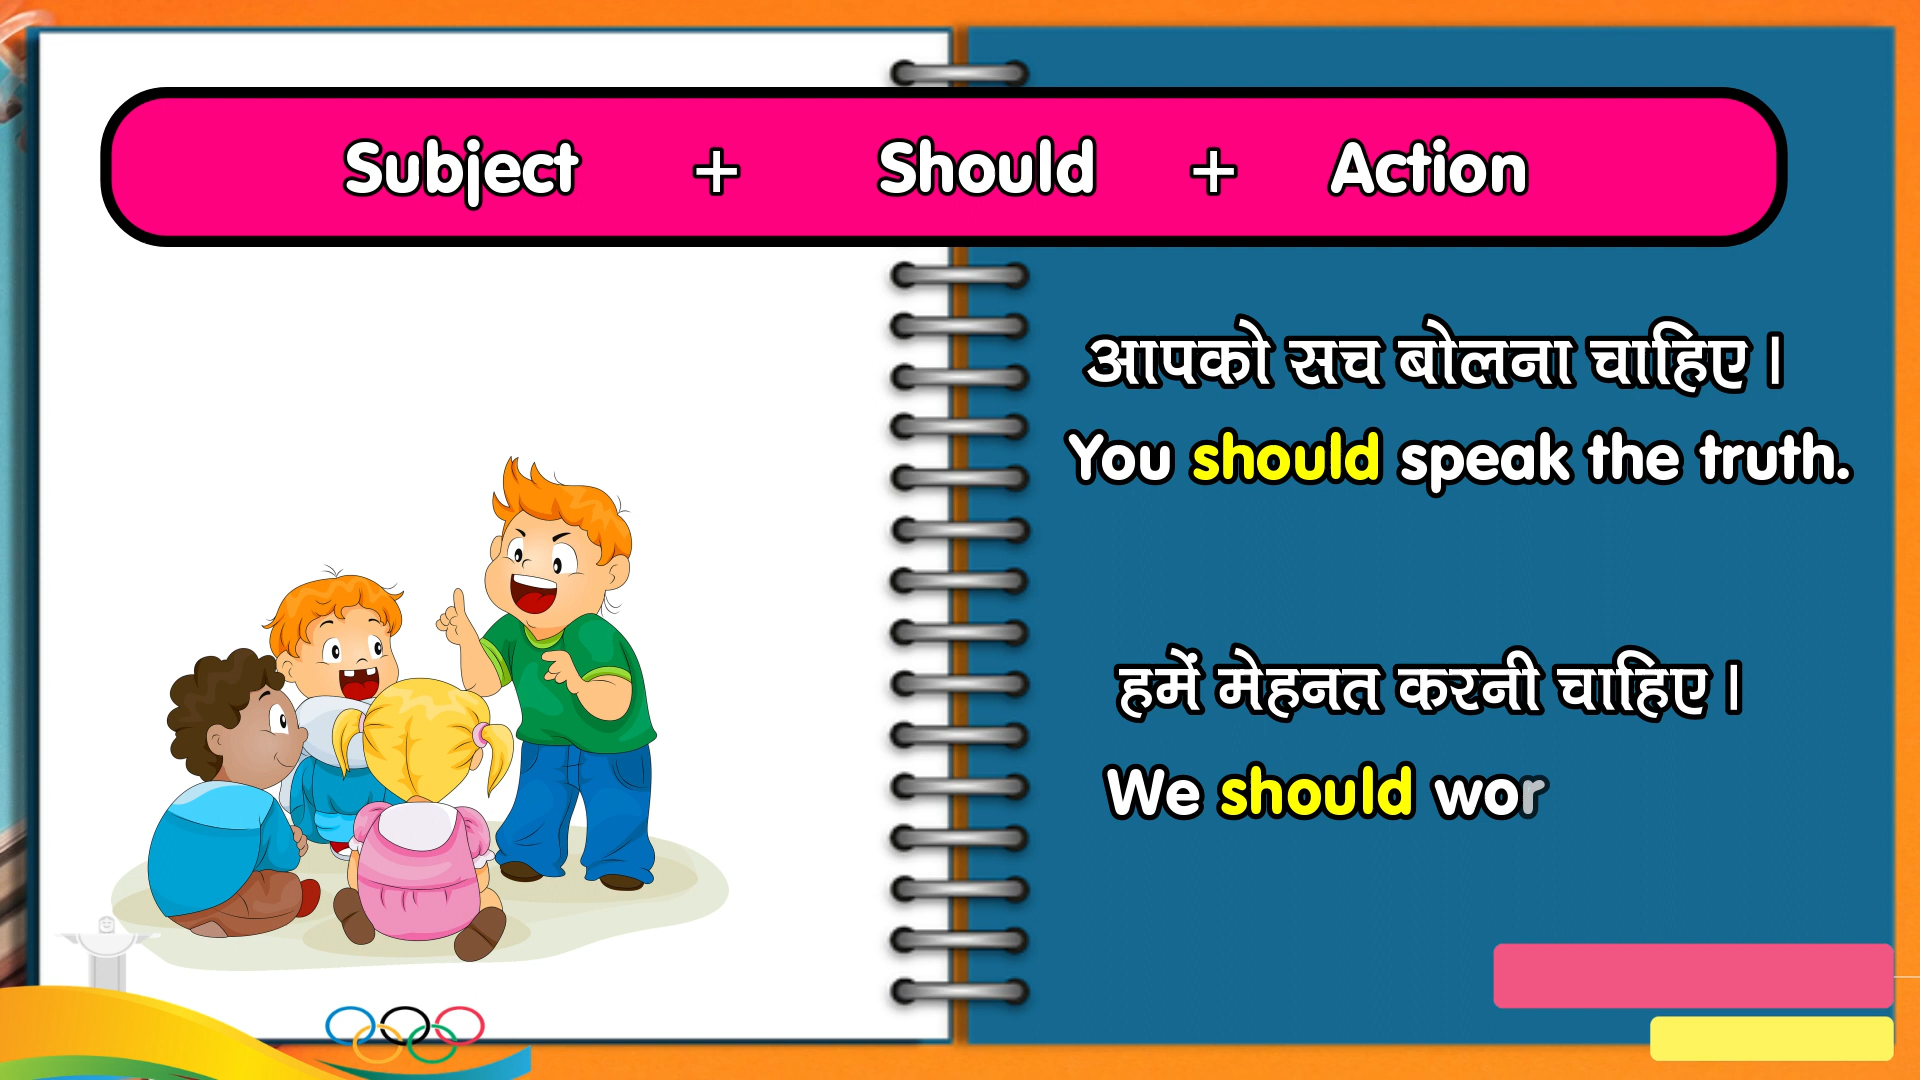 Subject + Should + Action
आपको सच बोलना चाहिए ।
You should speak the truth.
हमें मेहनत करनी चाहिए ।
We should wor